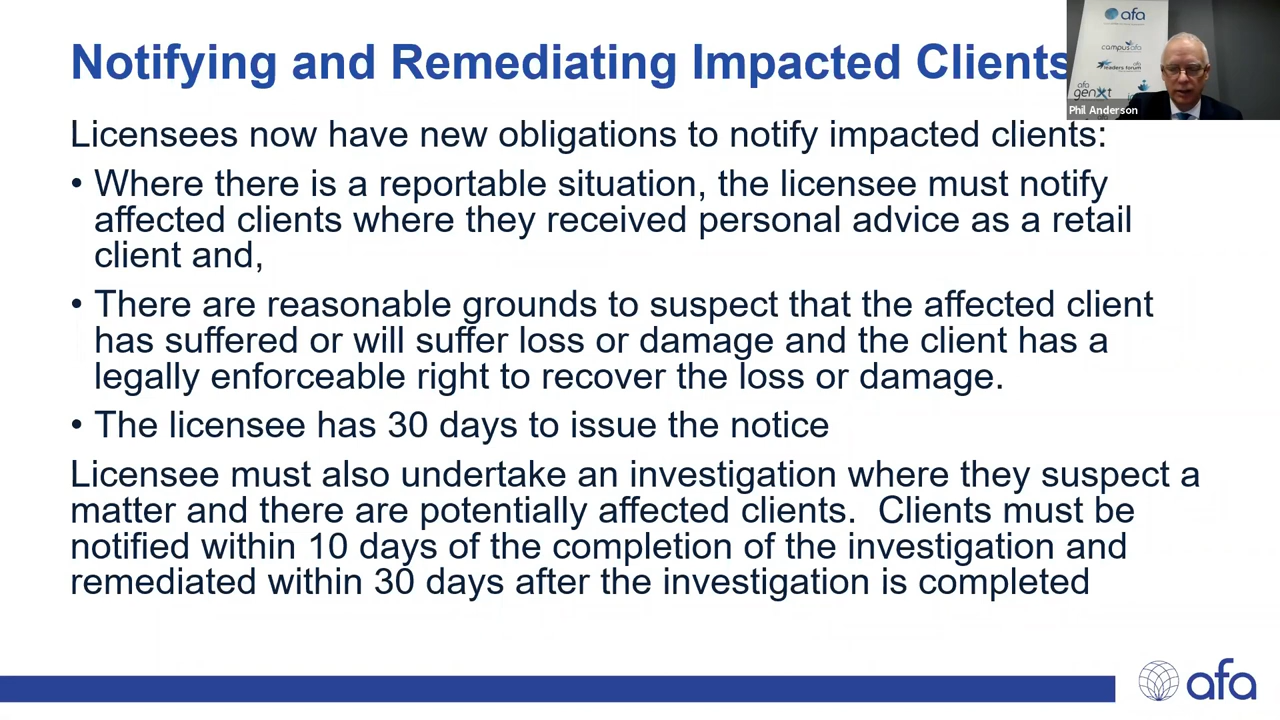 Notifying and Remediating Impacted Clients
afa
campusafa
afa
leaders forum
afa
genxt
Phil Anderson
Licensees now have new obligations to notify impacted clients:
• Where there is a reportable situation, the licensee must notify
affected clients where they received personal advice as a retail
client and,
• There are reasonable grounds to suspect that the affected client
has suffered or will suffer loss or damage and the client has a
legally enforceable right to recover the loss or damage.
• The licensee has 30 days to issue the notice
Licensee must also undertake an investigation where they suspect a
matter and there are potentially affected clients.  Clients must be
notified within 10 days of the completion of the investigation and
remediated within 30 days after the investigation is completed
afa